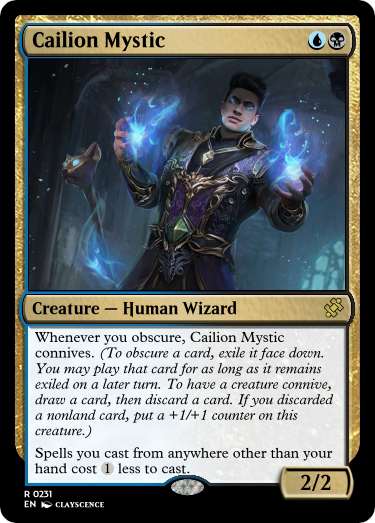 Cailion Mystic
Creature — Human Wizard
Whenever you obscure, Cailion Mystic
connives. (To obscure a card, exile it face down.
You may play that card for as long as it remains
exiled on a later turn. To have a creature connive,
draw a card, then discard a card. If you discarded
a nonland card, put a +1/+1 counter on this
creature.)
Spells you cast from anywhere other than your
hand cost 1 less to cast.
2/2
R 0231
EN CLAYSCENCE